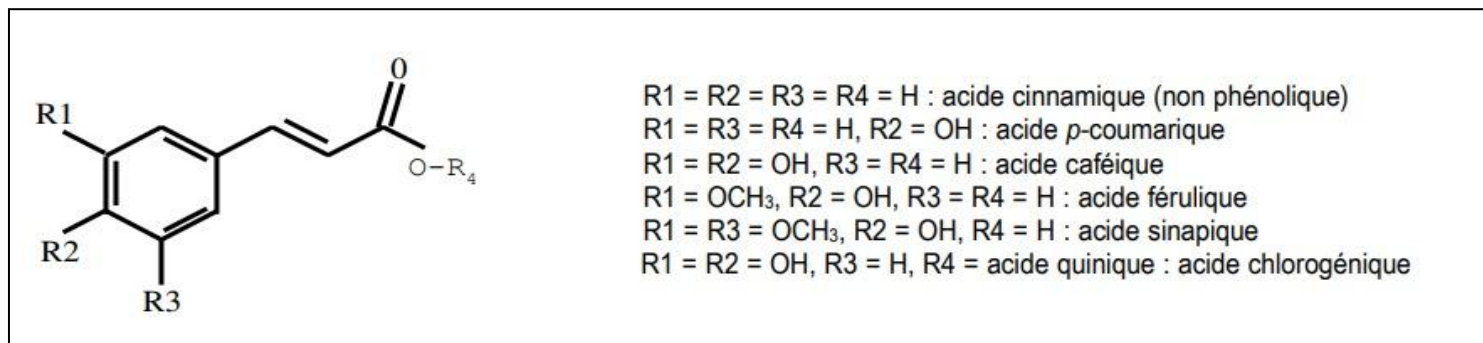 0
R1
O-R₄
R2
R3
R1 = R2 = R3 = R4 = H : acide cinnamique (non phénolique)
R1 = R3 = R4 = H, R2 = OH : acide p-coumarique
R1 = R2 = OH, R3 = R4 = H : acide caféique
R1 = OCH₃, R2 = OH, R3 = R4 = H : acide férulique
R1 = R3 = OCH₃, R2 = OH, R4 = H : acide sinapique
R1 = R2 = OH, R3 = H, R4 = acide quinique : acide chlorogénique